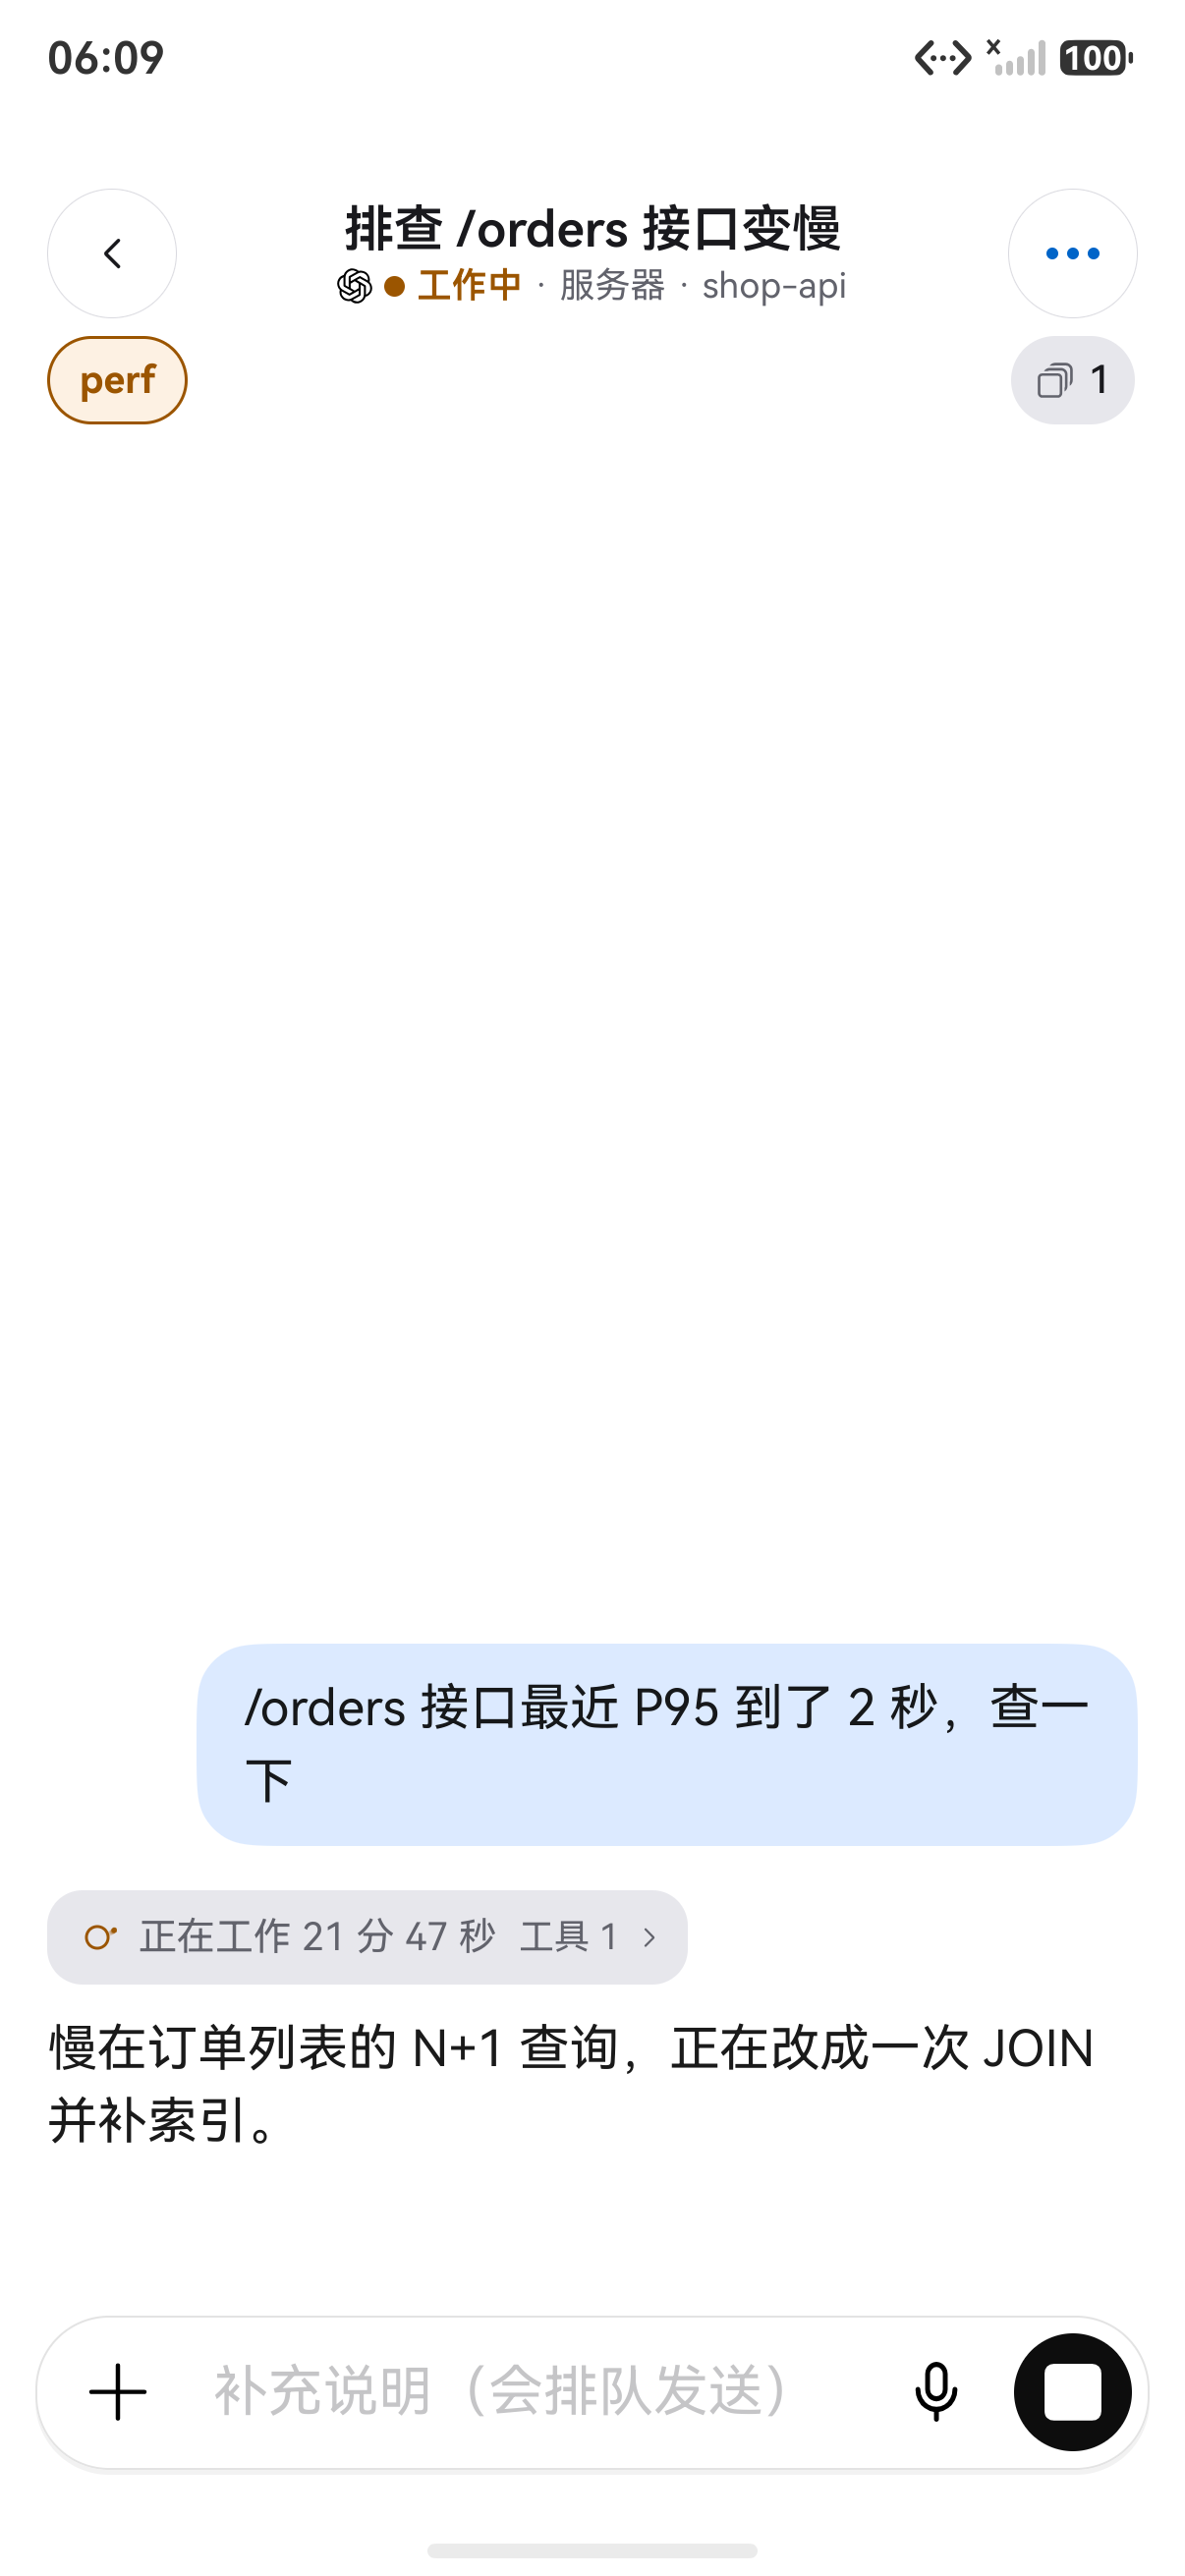 06:09
100
排查 /orders 接口变慢
工作中 · 服务器 · shop-api
perf
1
/orders 接口最近 P95 到了 2 秒，查一
下
正在工作 21 分 47 秒 工具 1
慢在订单列表的 N+1 查询，正在改成一次 JOIN
并补索引。
补充说明（会排队发送）